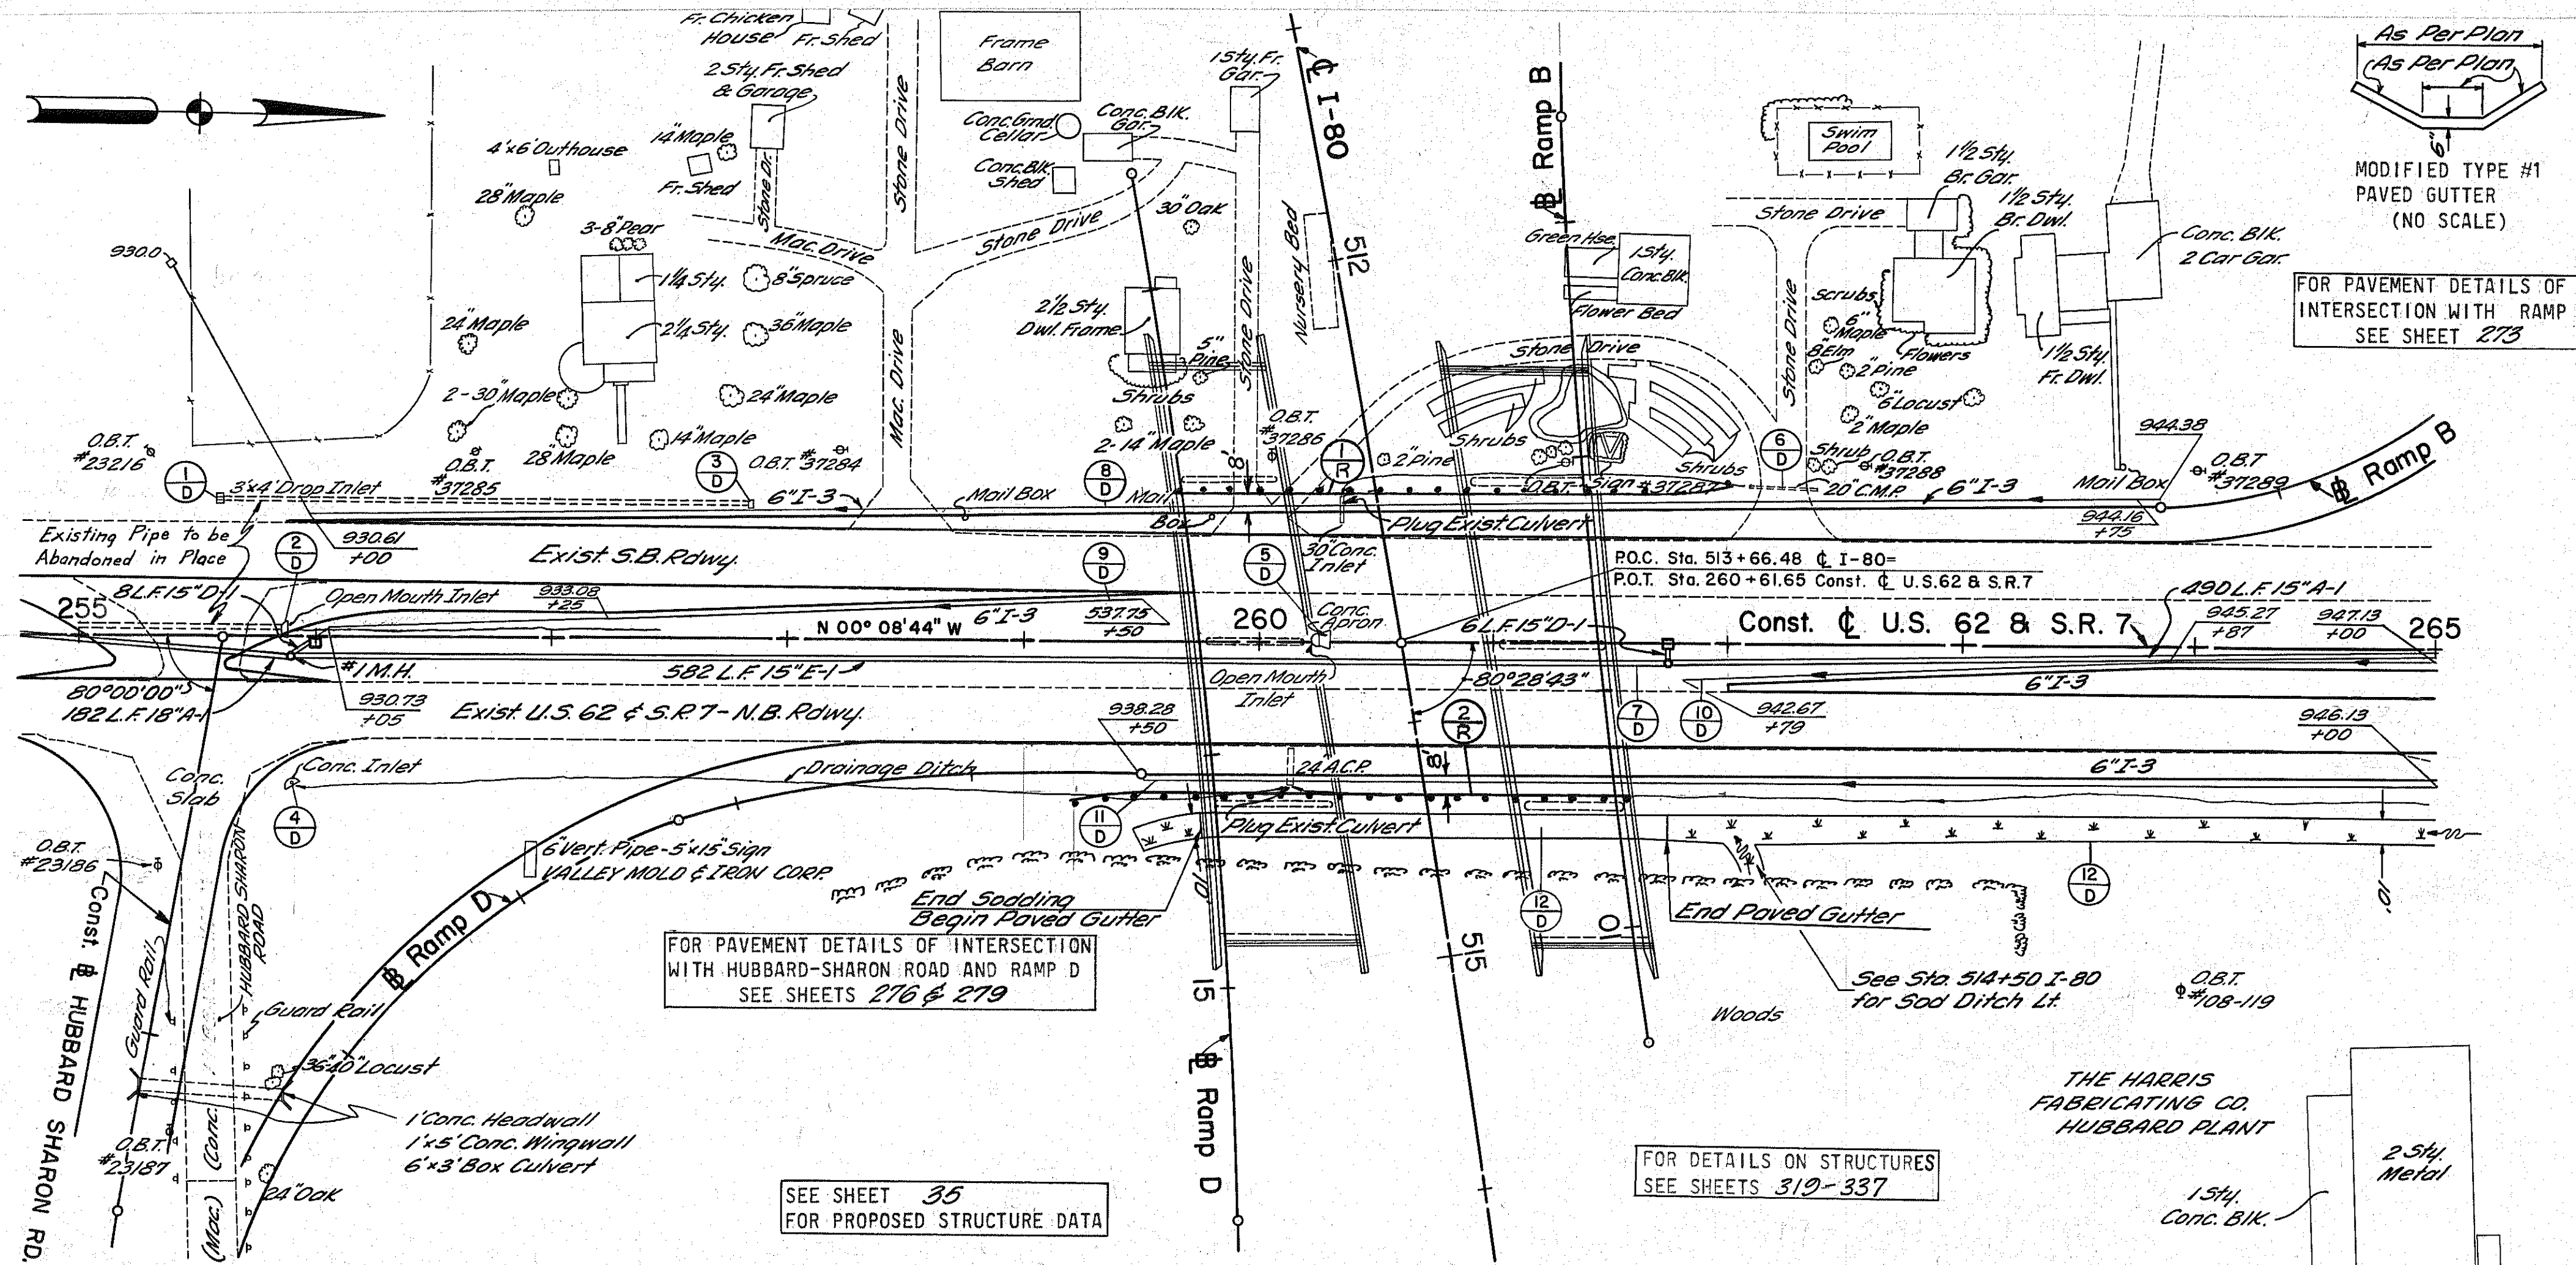 Fr. Chicken
House
Fr. Shed
2 Sty. Fr. Shed
& Garage
Frame
Barn
1 Sty. Fr.
Gar.
₵ I-80
℄ Ramp B
As Per Plan
As Per Plan
6"
MODIFIED TYPE #1
PAVED GUTTER
(NO SCALE)
4'x6' Outhouse
14" Maple
Fr. Shed
Stone Dr.
Stone Drive
Conc. Grnd
Cellar
Conc. Blk.
Gar.
Conc. Blk.
Shed
Swim
Pool
1½ Sty.
Br. Gar.
1½ Sty.
Br. Dwl.
28" Maple
3-8" Pear
Mac. Drive
Stone Drive
30" Oak
Nursery Bed
512
Green Hse.
1 Sty.
Conc. Blk.
Flower Bed
Stone Drive
Conc. Blk.
2 Car Gar.
FOR PAVEMENT DETAILS OF
INTERSECTION WITH RAMP
SEE SHEET 273
930.0
1¼ Sty.
8" Spruce
24" Maple
2¼ Sty.
36" Maple
Mac. Drive
2½ Sty.
Dwl. Frame
5"
Pine
Stone Drive
Stone Drive
Stone Drive
Scrubs
6"
Maple
8" Elm
Flowers
2" Pine
6" Locust
2" Maple
1½ Sty.
Fr. Dwl.
2-30" Maple
24" Maple
Shrubs
2-14" Maple
O.B.T.
#37286
Shrubs
2" Pine
O.B.T.
#23216
1
D
O.B.T.
#37285
28" Maple
14" Maple
3
D
O.B.T. #37284
8
D
8'
1
R
Shrubs
6
D
Shrub
O.B.T.
#37288
944.38
O.B.T
#37289
℄ Ramp B
3'x4' Drop Inlet
6" I-3
Mail Box
Mail
Box
O.B.T. Sign #37287
20" C.M.P.
6" I-3
Mail Box
Plug Exist. Culvert
944.16
+75
Existing Pipe to be
Abandoned in Place
2
D
930.61
+00
Exist. S.B. Rdwy.
9
D
5
D
30" Conc.
Inlet
P.O.C. Sta. 513+66.48 ₵ I-80=
P.O.T. Sta. 260+61.65 Const. ₵ U.S.62 & S.R.7
8 L.F. 15" D-1
255
Open Mouth Inlet
933.08
+25
6" I-3
537.75
+50
N 00° 08' 44" W
260
Conc.
Apron
6 L.F. 15" D-1
Const. ₵ U.S. 62 & S.R. 7
490 L.F. 15" A-1
945.27
+87
947.13
+00
265
#1 M.H.
582 L.F. 15" E-1
Open Mouth
Inlet
80°28'43"
6" I-3
80°00'00"
182 L.F. 18" A-1
930.73
+05
Exist. U.S. 62 & S.R. 7 - N.B. Rdwy.
938.28
+50
2
R
7
D
10
D
942.67
+79
946.13
+00
Conc.
Slab
Conc. Inlet
Drainage Ditch
24" A.C.P.
8'
6" I-3
4
D
11
D
Plug Exist. Culvert
O.B.T.
#23186
HUBBARD SHARON
ROAD
6" Vert. Pipe - 5'x15' Sign
VALLEY MOLD & IRON CORP.
End Sodding
Begin Paved Gutter
10'
12
D
End Paved Gutter
12
D
10'
Const. ℄ HUBBARD SHARON RD.
Guard Rail
℄ Ramp D
FOR PAVEMENT DETAILS OF INTERSECTION
WITH HUBBARD-SHARON ROAD AND RAMP D
SEE SHEETS 276 & 279
15
515
10
See Sta. 514+50 I-80
for Sod Ditch Lt.
O.B.T.
#108-119
Woods
Guard Rail
36"-40" Locust
1' Conc. Headwall
1'x5' Conc. Wingwall
6'x3' Box Culvert
O.B.T.
#23187
(Mac.) (Conc.
24" Oak
℄ Ramp D
SEE SHEET 35
FOR PROPOSED STRUCTURE DATA
FOR DETAILS ON STRUCTURES
SEE SHEETS 319-337
THE HARRIS
FABRICATING CO.
HUBBARD PLANT
2 Sty.
Metal
1 Sty.
Conc. Blk.